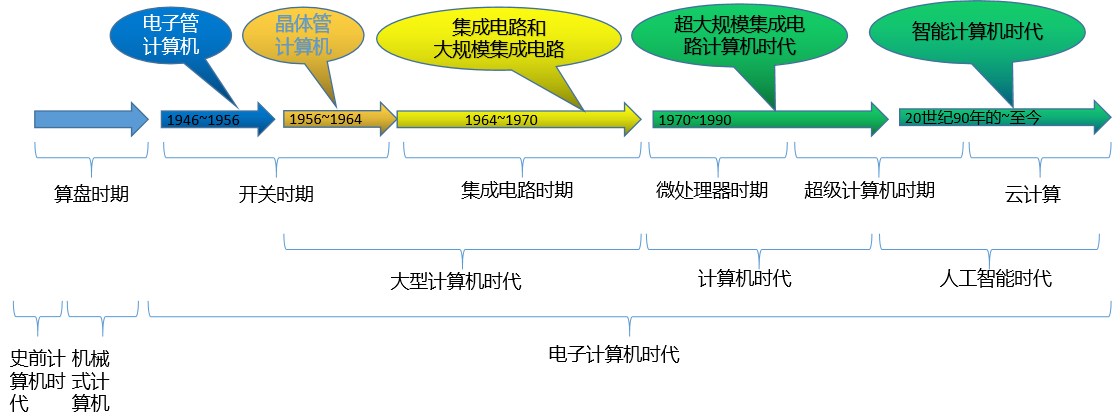 电子管
计算机
晶体管
计算机
集成电路和
大规模集成电路
超大规模集成电
路计算机时代
智能计算机时代
1946~1956
1956~1964
1964~1970
1970~1990
20世纪90年的~至今
算盘时期
开关时期
集成电路时期
微处理器时期
超级计算机时期
云计算
大型计算机时代
计算机时代
人工智能时代
史前计
算机时
代
机械
式计
算机
电子计算机时代